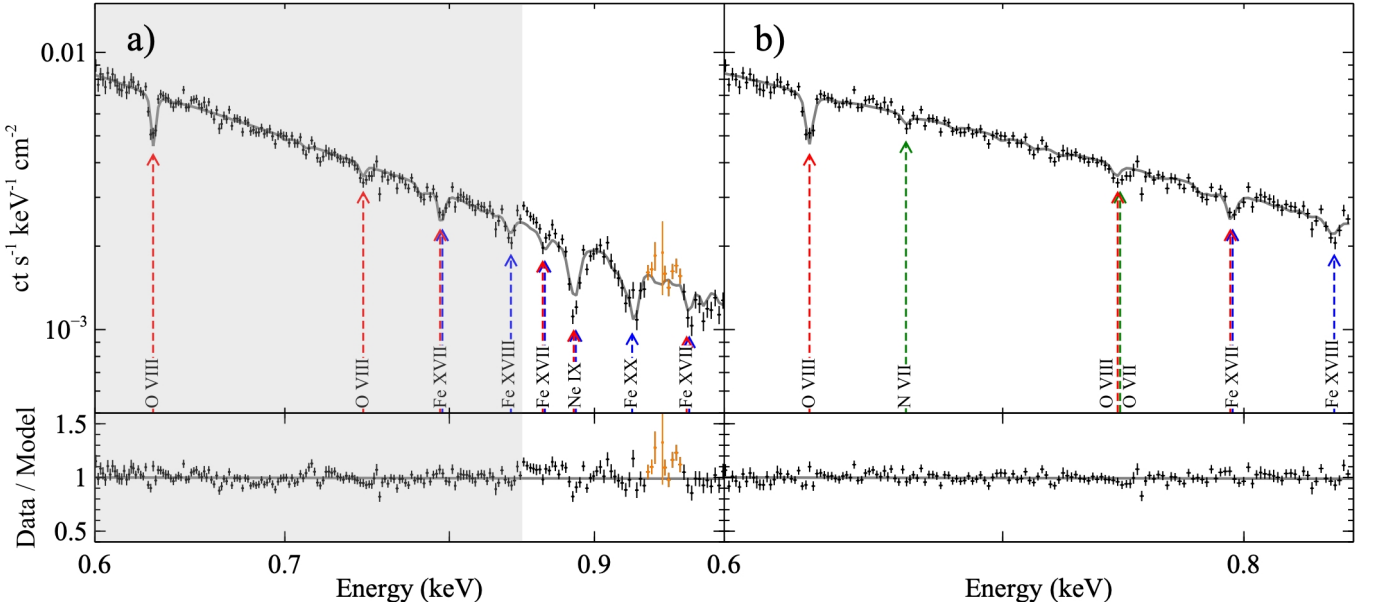 a)
b)
0.01
10⁻³
ct s⁻¹ keV⁻¹ cm⁻²
O VIII
O VIII
Fe XVII
Fe XVIII
Fe XVII
Ne IX
Fe XX
Fe XVII
O VIII
N VII
O VIII
O VII
Fe XVII
Fe XVIII
1.5
1
0.5
Data / Model
0.6
0.7
0.9
0.6
0.8
Energy (keV)
Energy (keV)